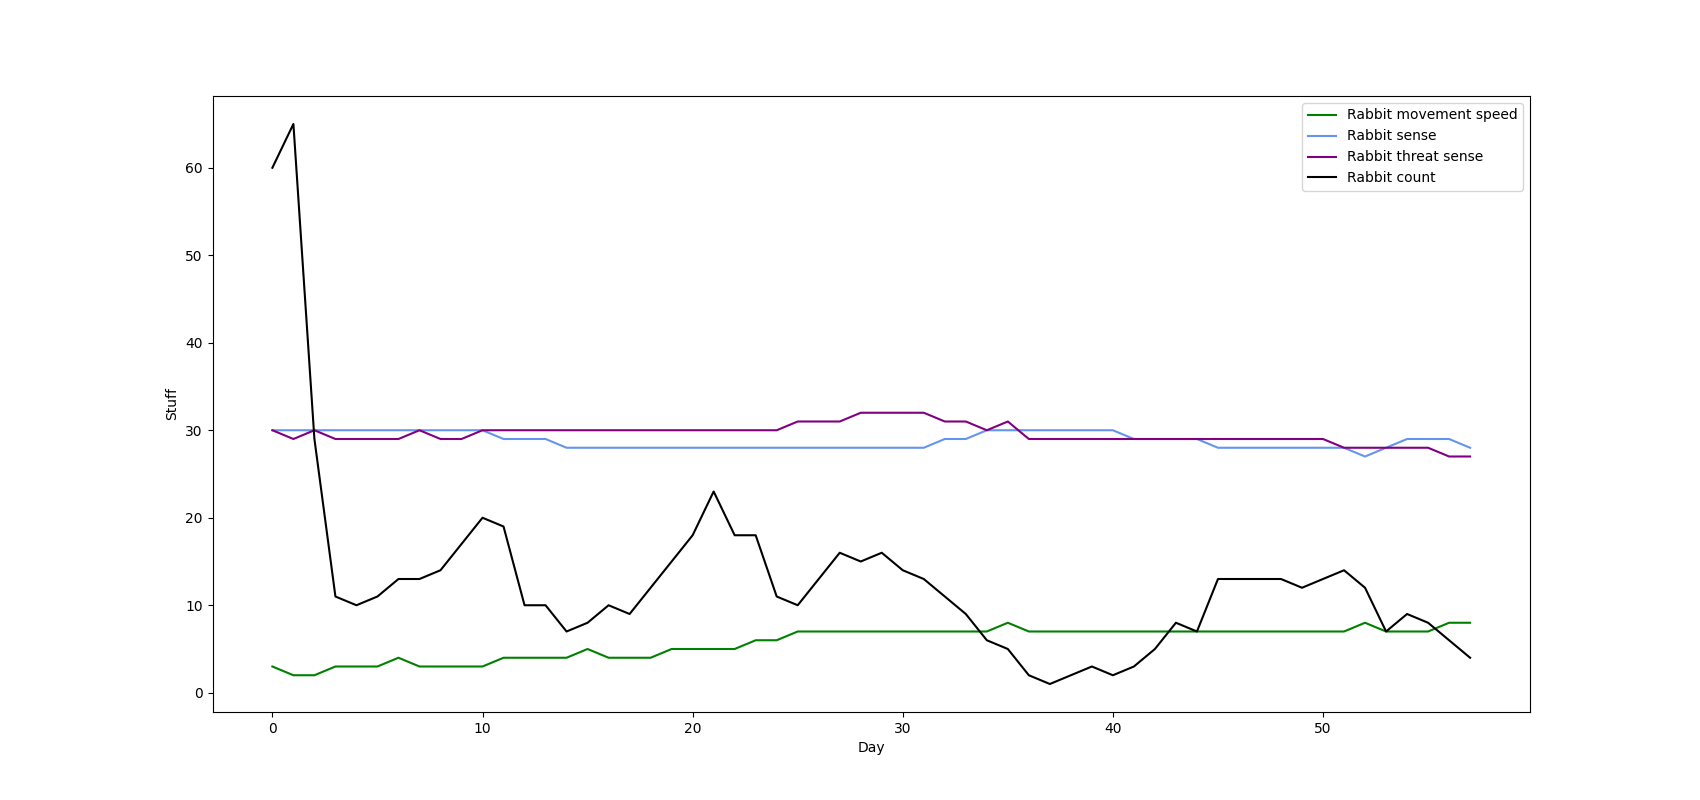 Rabbit movement speed
Rabbit sense
Rabbit threat sense
Rabbit count
60
50
40
30
20
10
0
Stuff
0 10 20 30 40 50
Day